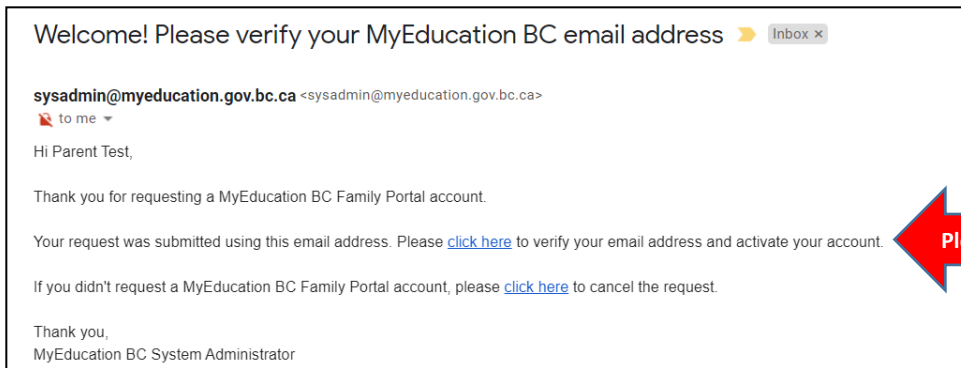 Welcome! Please verify your MyEducation BC email address Inbox ×
sysadmin@myeducation.gov.bc.ca <sysadmin@myeducation.gov.bc.ca>
to me
Hi Parent Test,
Thank you for requesting a MyEducation BC Family Portal account.
Your request was submitted using this email address. Please click here to verify your email address and activate your account.
If you didn't request a MyEducation BC Family Portal account, please click here to cancel the request.
Thank you,
MyEducation BC System Administrator